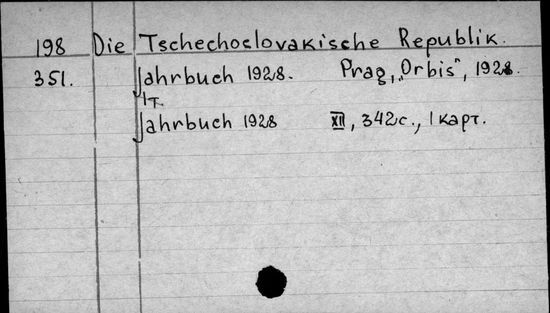 198 Die Tschechoslovakische Republik.
351. Jahrbuch 1928. Prag, „Orbis", 1928.
1т.
Jahrbuch 1928 XII, 342с., 1 карт.